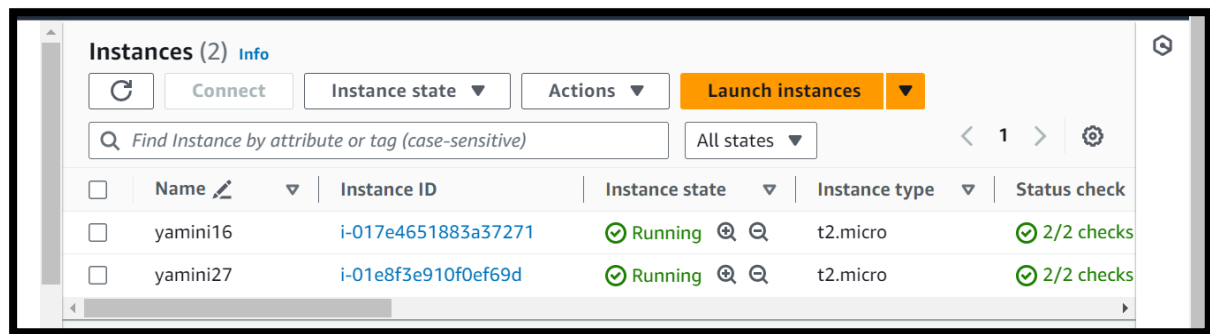 Instances (2) Info
Connect Instance state Actions Launch instances
Find Instance by attribute or tag (case-sensitive) All states 1
Name Instance ID Instance state Instance type Status check
yamini16 i-017e4651883a37271 Running t2.micro 2/2 checks
yamini27 i-01e8f3e910f0ef69d Running t2.micro 2/2 checks